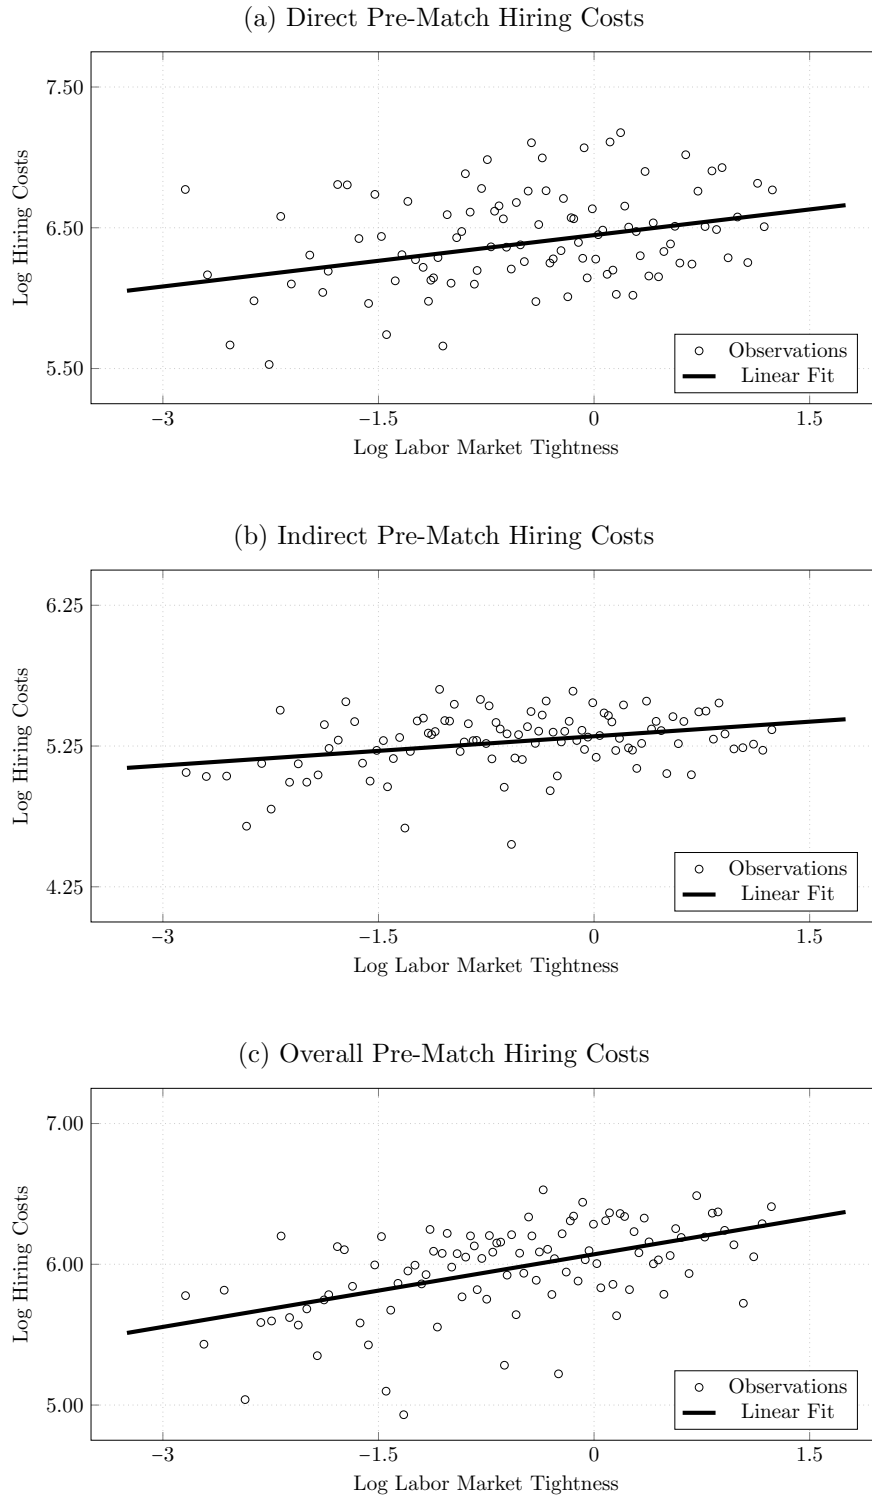 (a) Direct Pre-Match Hiring Costs
7.50
6.50
5.50
Log Hiring Costs
−3 −1.5 0 1.5
Log Labor Market Tightness
Observations
Linear Fit
(b) Indirect Pre-Match Hiring Costs
6.25
5.25
4.25
Log Hiring Costs
−3 −1.5 0 1.5
Log Labor Market Tightness
Observations
Linear Fit
(c) Overall Pre-Match Hiring Costs
7.00
6.00
5.00
Log Hiring Costs
−3 −1.5 0 1.5
Log Labor Market Tightness
Observations
Linear Fit